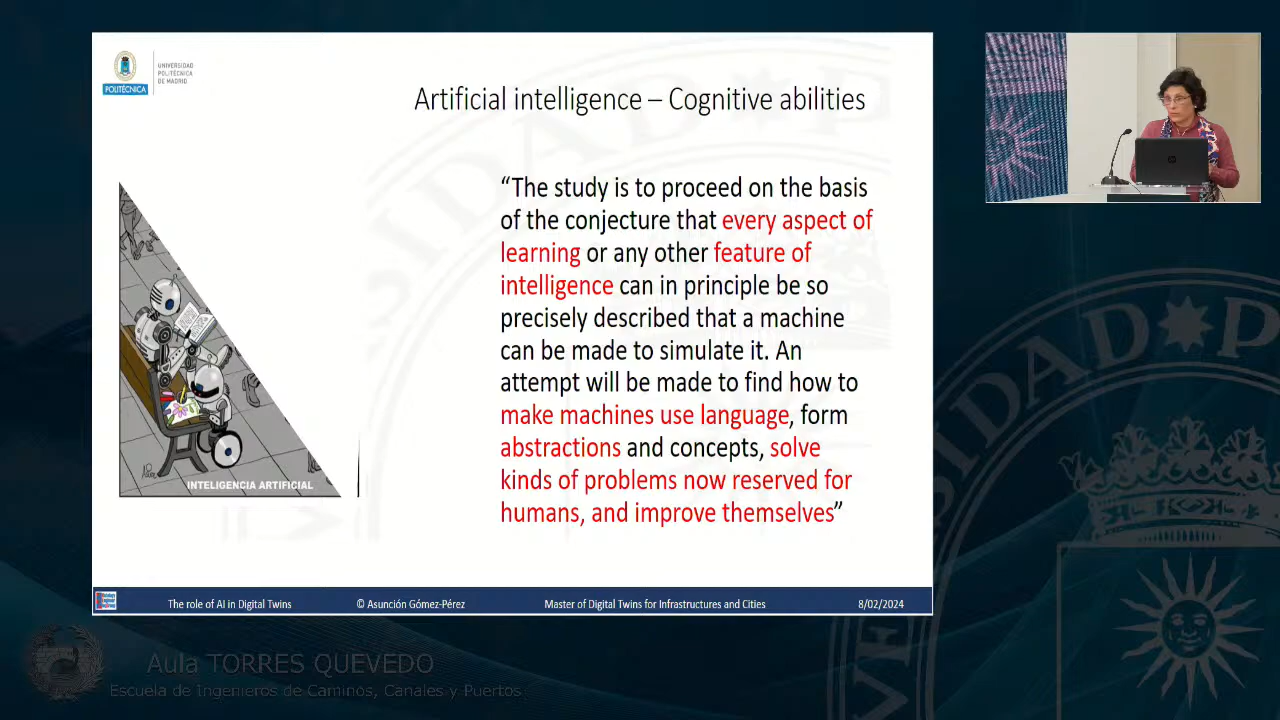 UNIVERSIDAD
POLITÉCNICA
DE MADRID
POLITÉCNICA
Artificial intelligence – Cognitive abilities
“The study is to proceed on the basis
of the conjecture that every aspect of
learning or any other feature of
intelligence can in principle be so
precisely described that a machine
can be made to simulate it. An
attempt will be made to find how to
make machines use language, form
abstractions and concepts, solve
kinds of problems now reserved for
humans, and improve themselves”
INTELIGENCIA ARTIFICIAL
The role of AI in Digital Twins
© Asunción Gómez-Pérez
Master of Digital Twins for Infrastructures and Cities
8/02/2024
Aula TORRES QUEVEDO
Escuela de Ingenieros de Caminos, Canales y Puertos